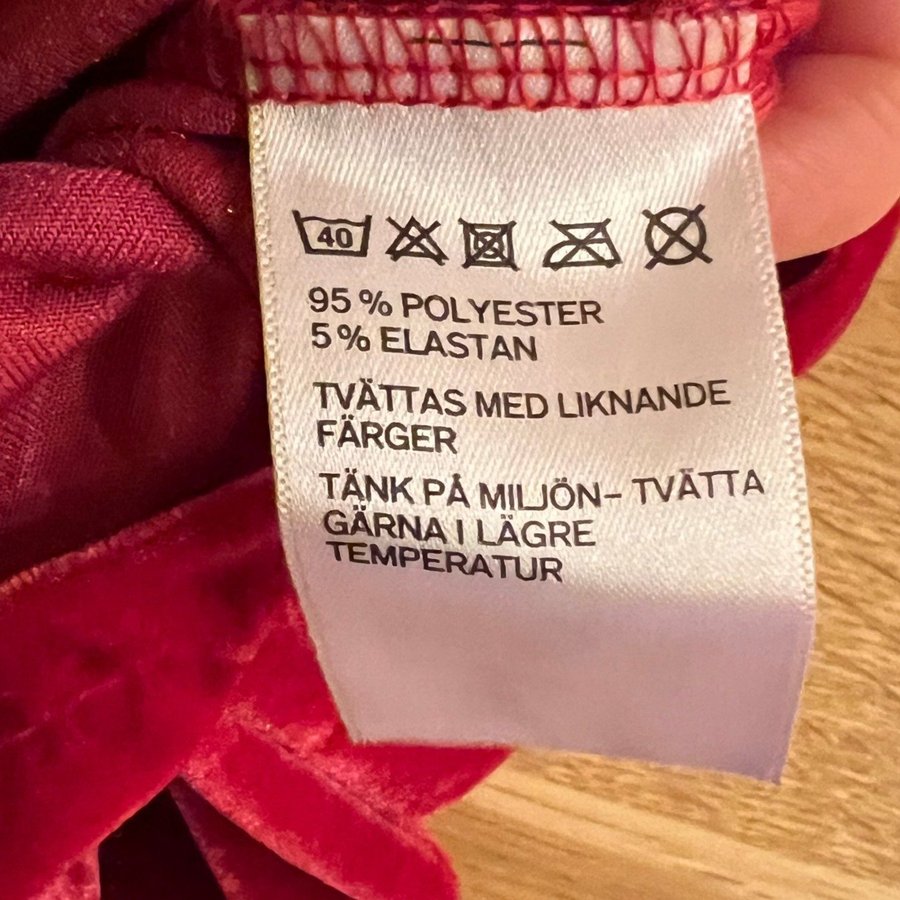 40
95 % POLYESTER
5 % ELASTAN
TVÄTTAS MED LIKNANDE
FÄRGER
TÄNK PÅ MILJÖN- TVÄTTA
GÄRNA I LÄGRE
TEMPERATUR